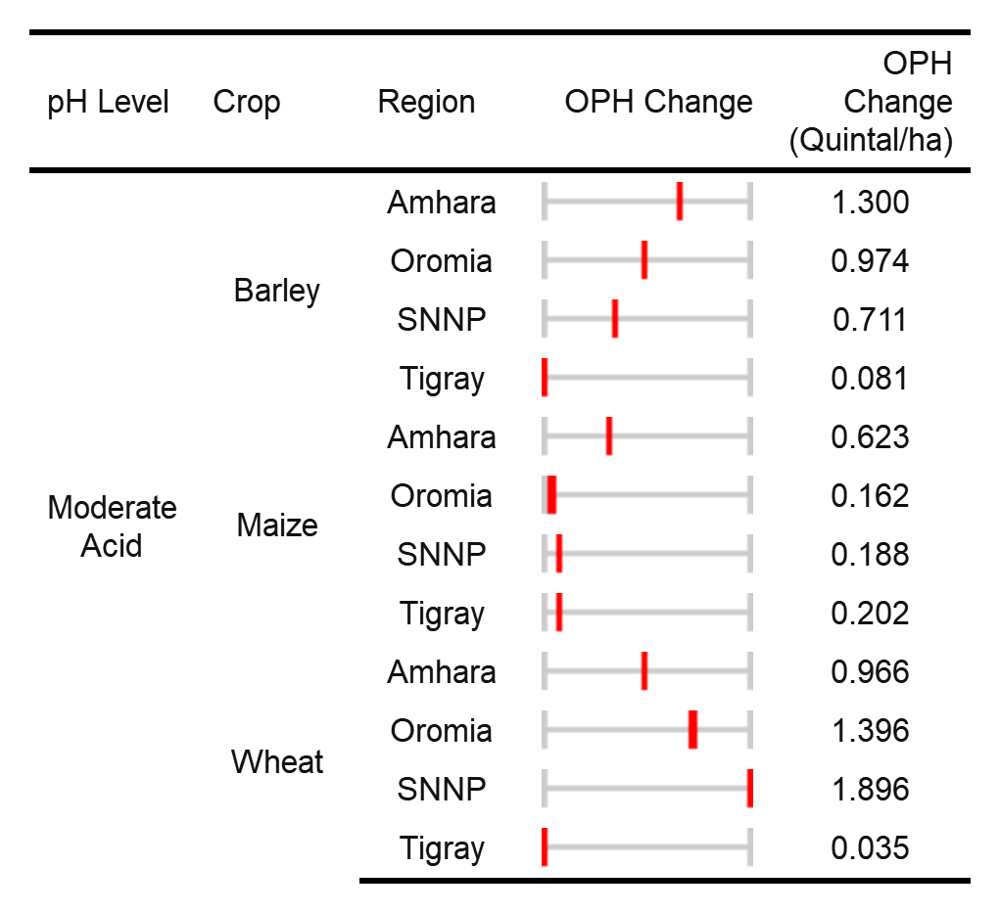 pH Level Crop Region OPH Change OPH
Change
(Quintal/ha)
Moderate
Acid
Barley
Amhara 1.300
Oromia 0.974
SNNP 0.711
Tigray 0.081
Maize
Amhara 0.623
Oromia 0.162
SNNP 0.188
Tigray 0.202
Wheat
Amhara 0.966
Oromia 1.396
SNNP 1.896
Tigray 0.035